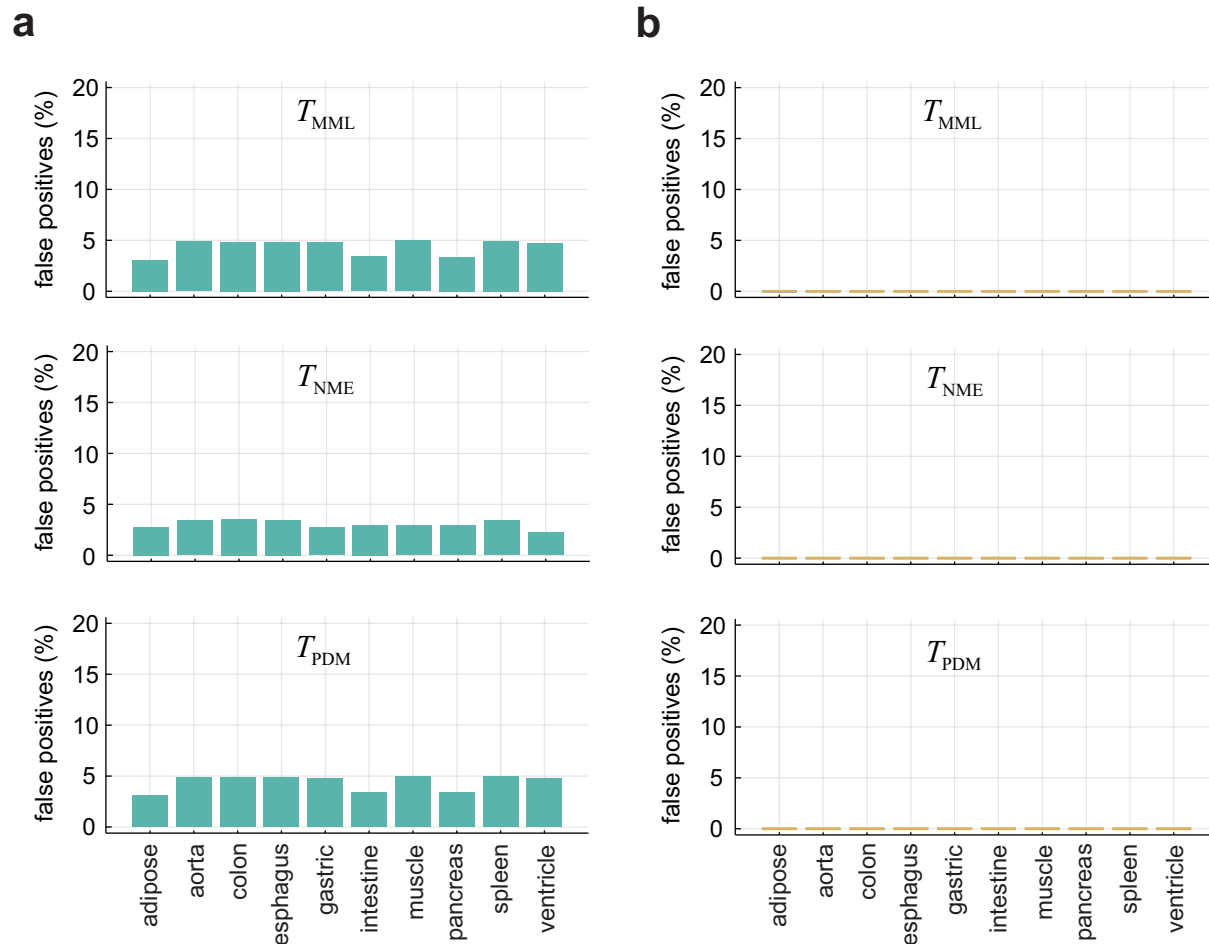 a
false positives (%)
20
15
10
5
0
TMML
false positives (%)
20
15
10
5
0
TNME
false positives (%)
20
15
10
5
0
TPDM
adipose
aorta
colon
esphagus
gastric
intestine
muscle
pancreas
spleen
ventricle
b
false positives (%)
20
15
10
5
0
TMML
false positives (%)
20
15
10
5
0
TNME
false positives (%)
20
15
10
5
0
TPDM
adipose
aorta
colon
esphagus
gastric
intestine
muscle
pancreas
spleen
ventricle